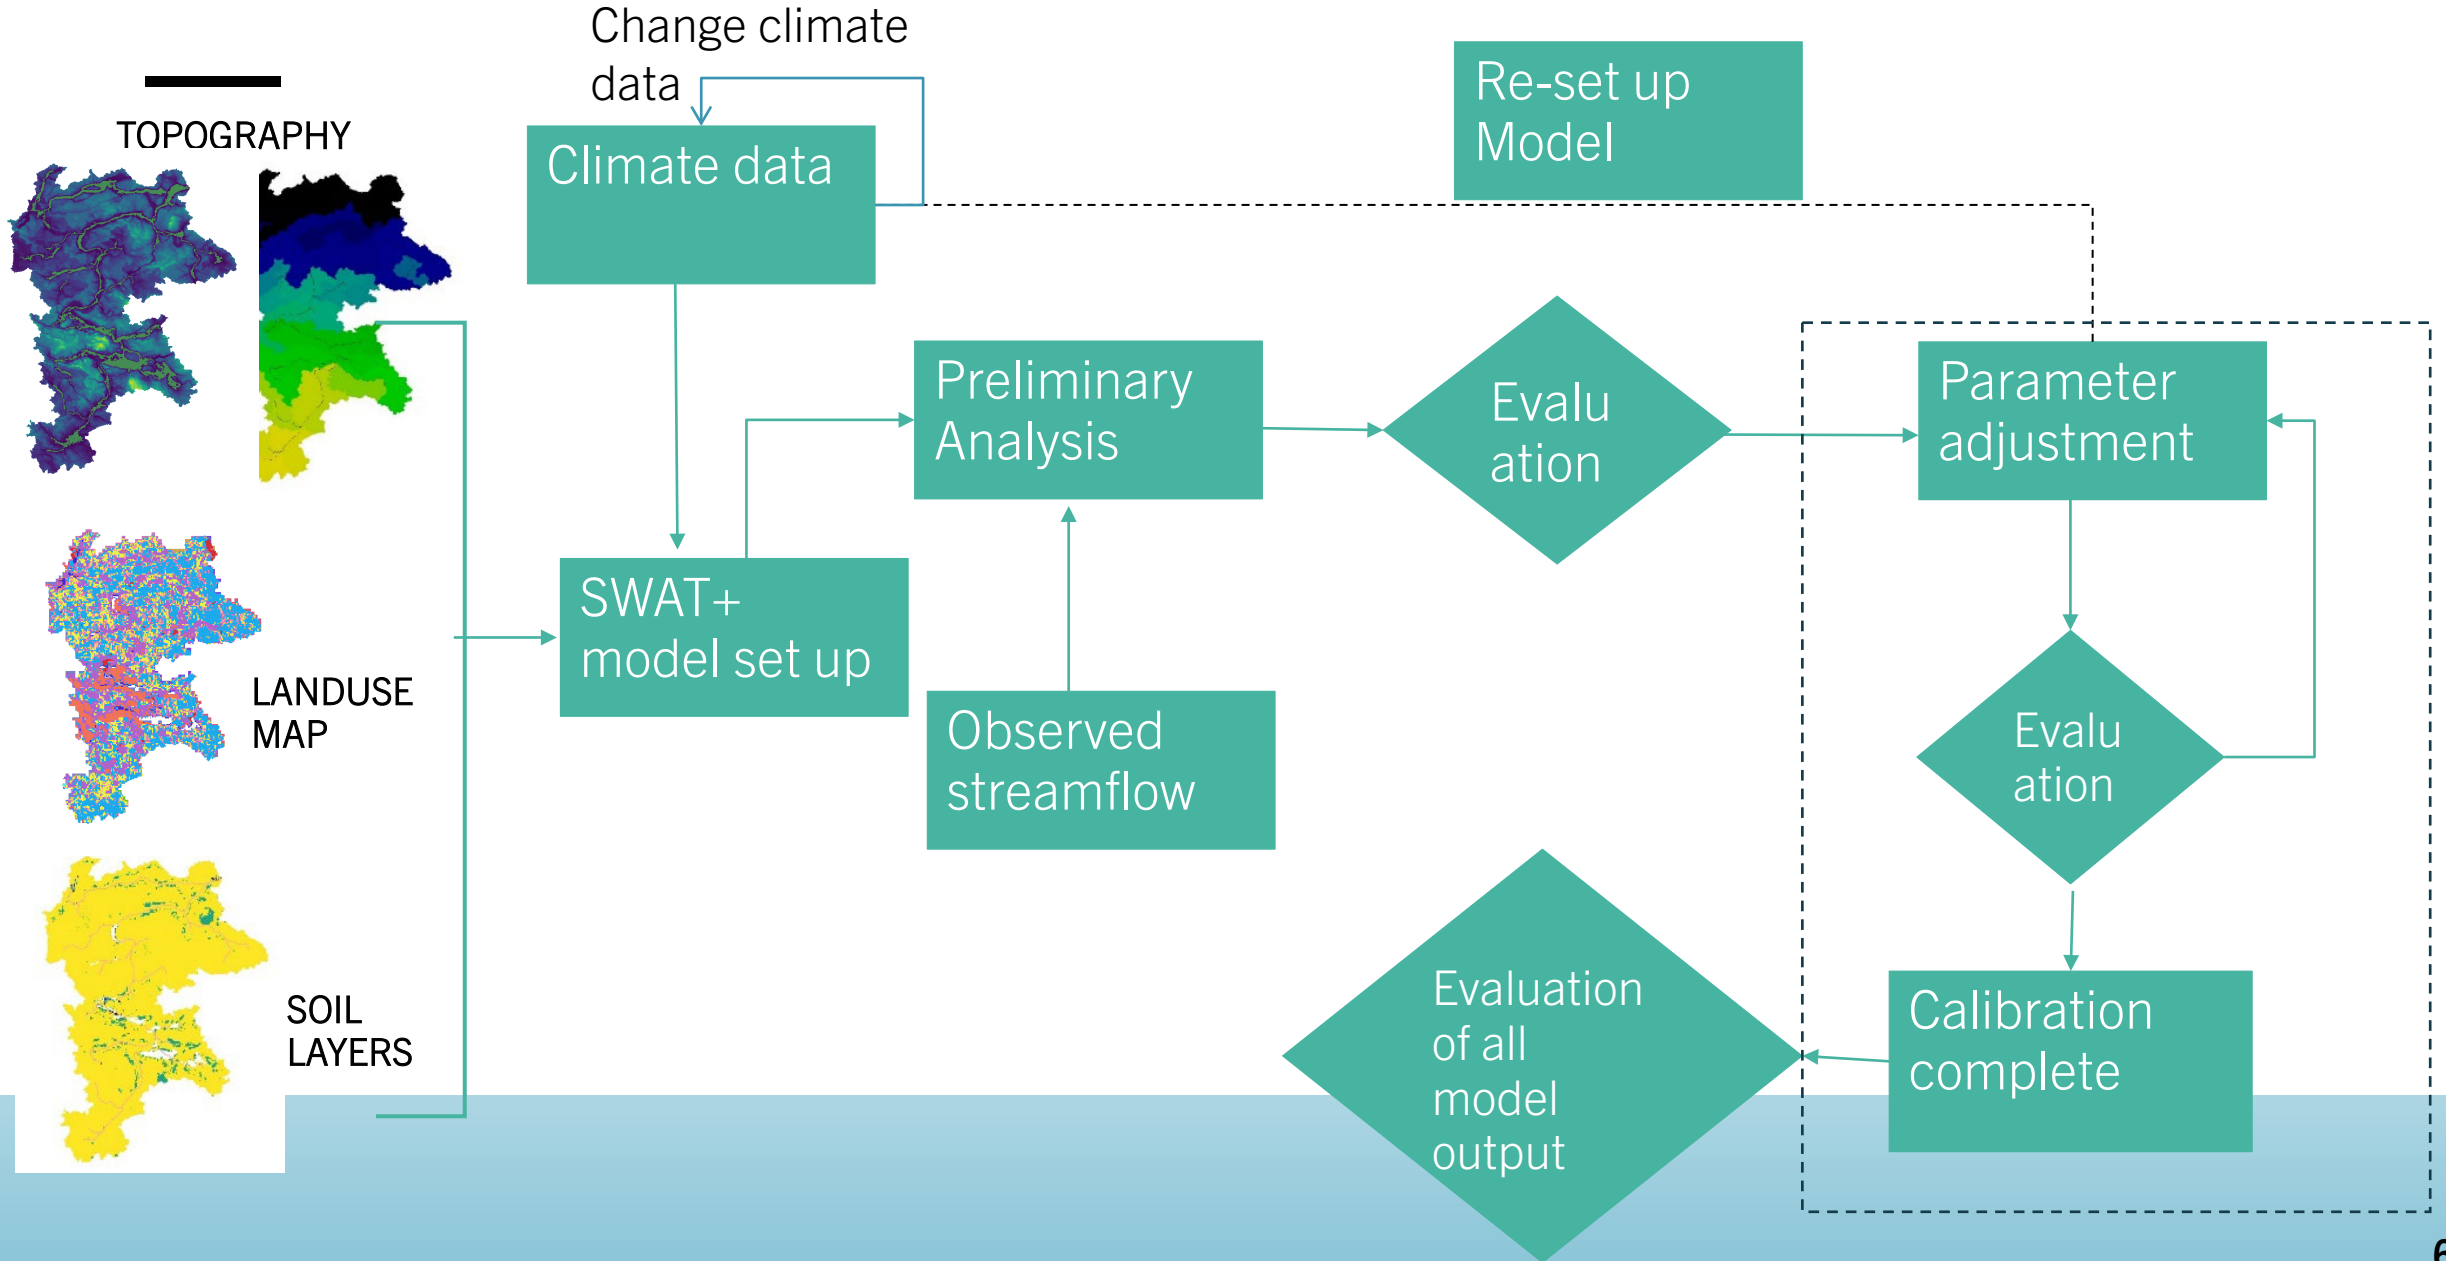 Change climate
data
TOPOGRAPHY
Climate data
Re-set up
Model
Preliminary
Analysis
Evalu
ation
Parameter
adjustment
SWAT+
model set up
LANDUSE
MAP
Observed
streamflow
Evalu
ation
SOIL
LAYERS
Evaluation
of all
model
output
Calibration
complete